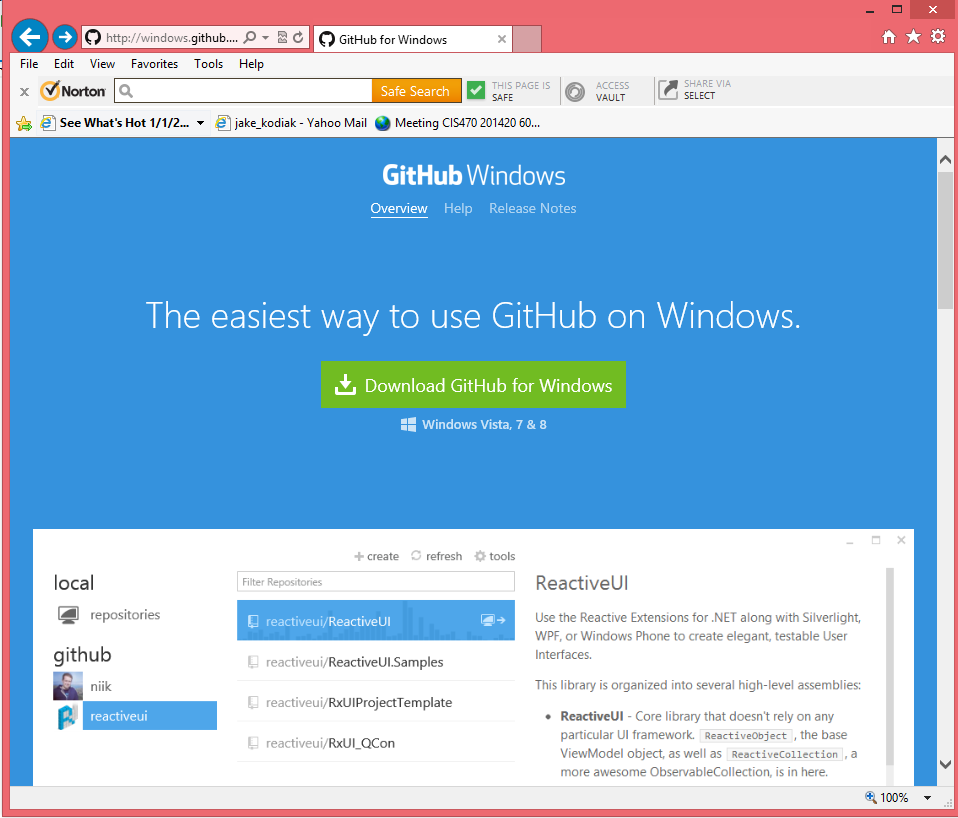 http://windows.github....
GitHub for Windows
File Edit View Favorites Tools Help
Norton Safe Search THIS PAGE IS SAFE ACCESS VAULT SHARE VIA SELECT
See What's Hot 1/1/2... jake_kodiak - Yahoo Mail Meeting CIS470 201420 60...
GitHub Windows
Overview Help Release Notes
The easiest way to use GitHub on Windows.
Download GitHub for Windows
Windows Vista, 7 & 8
create refresh tools
local
repositories
github
niik
reactiveui
Filter Repositories
reactiveui/ReactiveUI
reactiveui/ReactiveUI.Samples
reactiveui/RxUIProjectTemplate
reactiveui/RxUI_QCon
ReactiveUI
Use the Reactive Extensions for .NET along with Silverlight,
WPF, or Windows Phone to create elegant, testable User
Interfaces.
This library is organized into several high-level assemblies:
• ReactiveUI - Core library that doesn't rely on any
particular UI framework. ReactiveObject, the base
ViewModel object, as well as ReactiveCollection, a
more awesome ObservableCollection, is in here.
100%